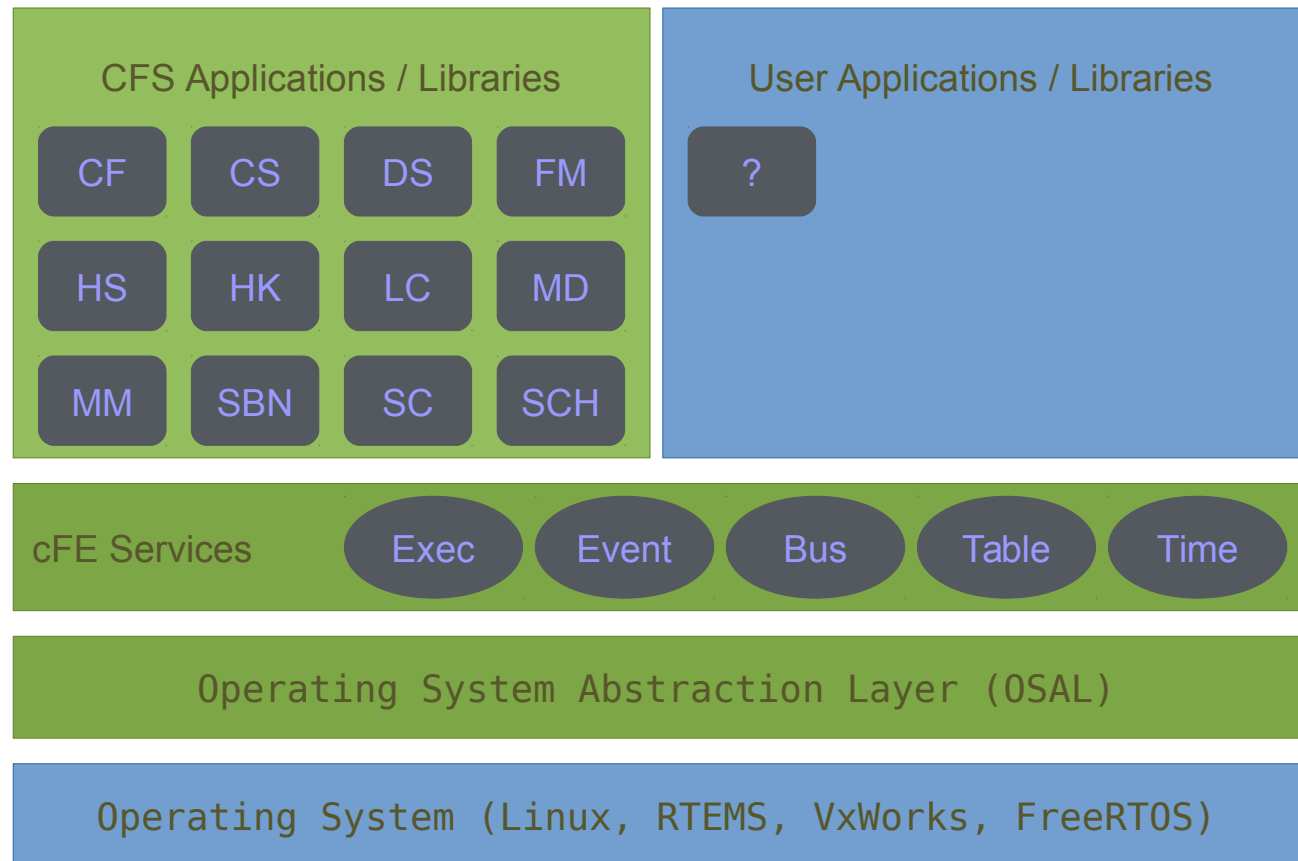 CFS Applications / Libraries
CF CS DS FM
HS HK LC MD
MM SBN SC SCH
User Applications / Libraries
?
cFE Services Exec Event Bus Table Time
Operating System Abstraction Layer (OSAL)
Operating System (Linux, RTEMS, VxWorks, FreeRTOS)